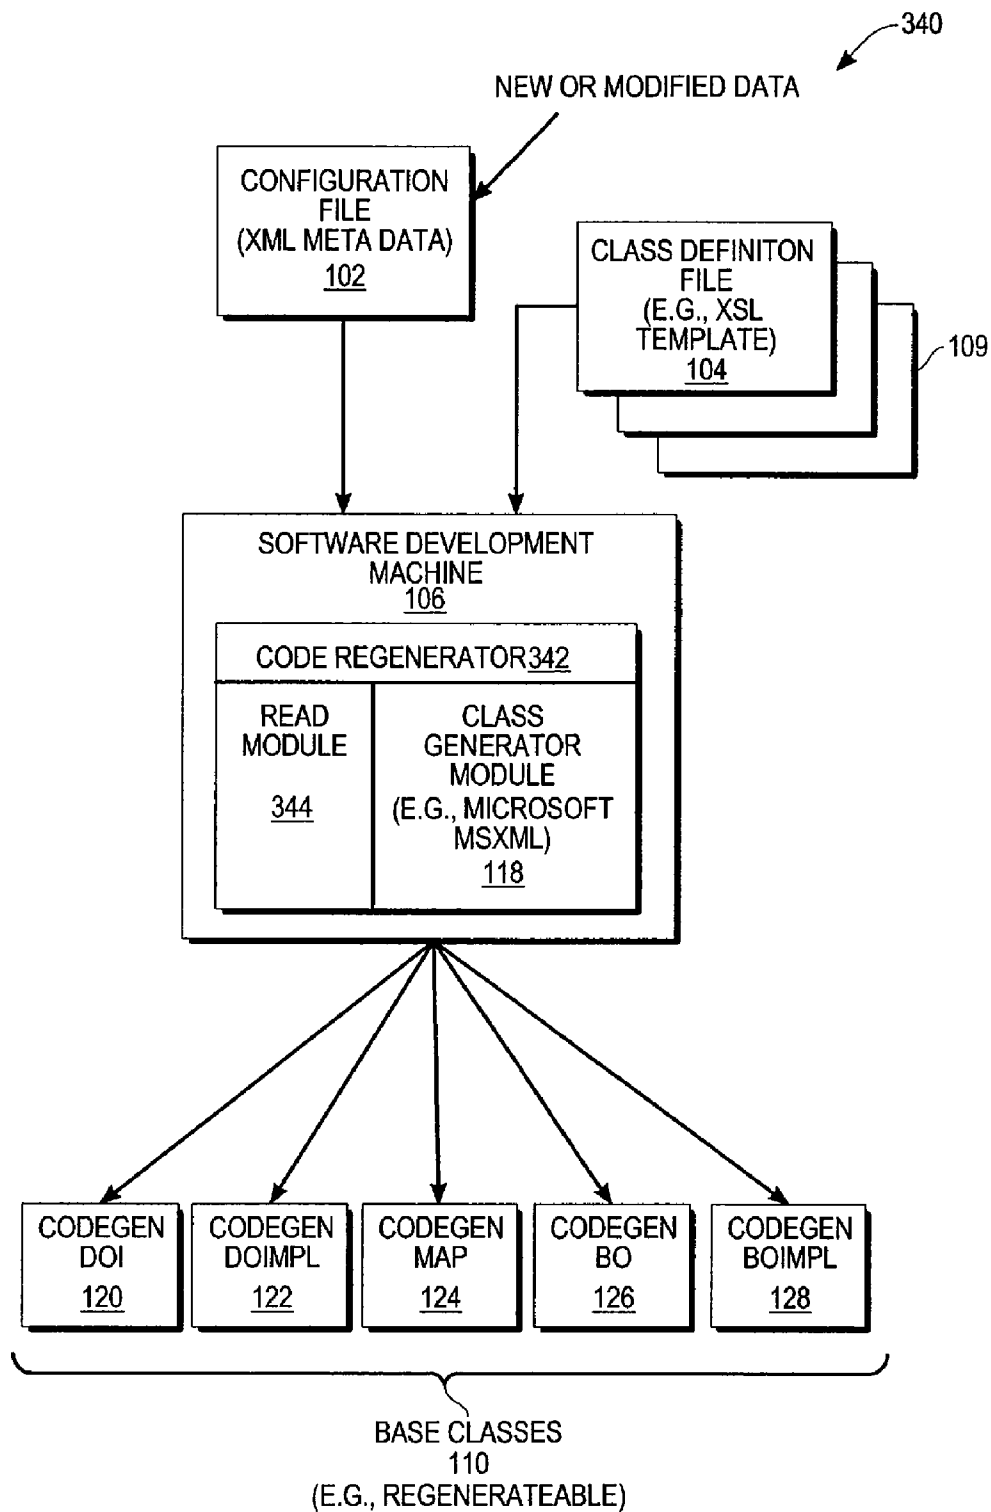 340
NEW OR MODIFIED DATA
CONFIGURATION
FILE
(XML META DATA)
102
CLASS DEFINITON
FILE
(E.G., XSL
TEMPLATE)
104
109
SOFTWARE DEVELOPMENT
MACHINE
106
CODE REGENERATOR342
READ
MODULE
344
CLASS
GENERATOR
MODULE
(E.G., MICROSOFT
MSXML)
118
CODEGEN
DOI
120
CODEGEN
DOIMPL
122
CODEGEN
MAP
124
CODEGEN
BO
126
CODEGEN
BOIMPL
128
BASE CLASSES
110
(E.G., REGENERATEABLE)